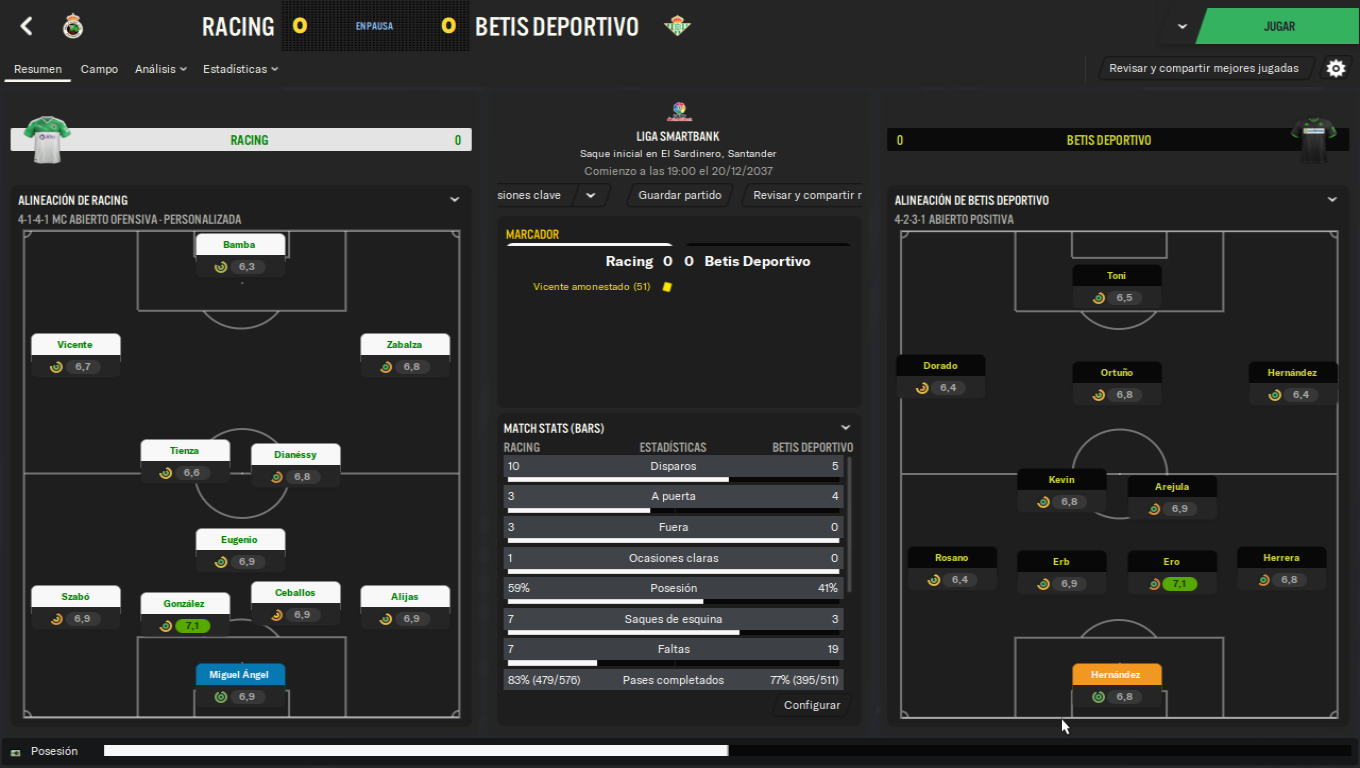 RACING 0 EN PAUSA 0 BETIS DEPORTIVO
JUGAR
Resumen Campo Análisis Estadísticas
Revisar y compartir mejores jugadas
RACING 0
LIGA SMARTBANK
Saque inicial en El Sardinero, Santander
Comienzo a las 19:00 el 20/12/2037
siones clave Guardar partido Revisar y compartir r
0 BETIS DEPORTIVO
ALINEACIÓN DE RACING
4-1-4-1 MC ABIERTO OFENSIVA - PERSONALIZADA
Bamba
6,3
Vicente
6,7
Zabalza
6,8
Tienza
6,6
Dianéssy
6,8
Eugenio
6,9
Szabó
6,9
González
7,1
Ceballos
6,9
Alijas
6,9
Miguel Ángel
6,9
MARCADOR
Racing 0 0 Betis Deportivo
Vicente amonestado (51)
MATCH STATS (BARS)
RACING ESTADÍSTICAS BETIS DEPORTIVO
10 Disparos 5
3 A puerta 4
3 Fuera 0
1 Ocasiones claras 0
59% Posesión 41%
7 Saques de esquina 3
7 Faltas 19
83% (479/576) Pases completados 77% (395/511)
Configurar
ALINEACIÓN DE BETIS DEPORTIVO
4-2-3-1 ABIERTO POSITIVA
Toni
6,5
Dorado
6,4
Ortuño
6,8
Hernández
6,4
Kevin
6,8
Arejula
6,9
Rosano
6,4
Erb
6,9
Ero
7,1
Herrera
6,8
Hernández
6,8
Posesión